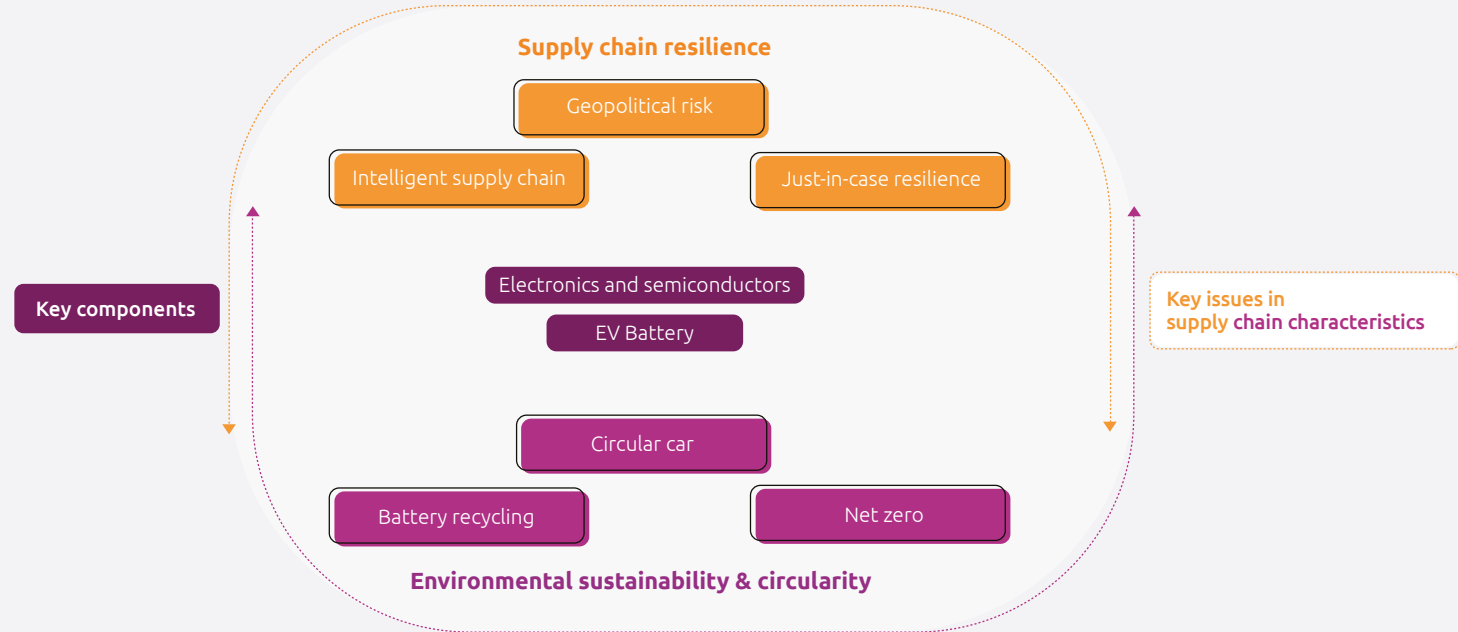 Supply chain resilience
Geopolitical risk
Intelligent supply chain
Just-in-case resilience
Electronics and semiconductors
Key components
Key issues in
supply chain characteristics
EV Battery
Circular car
Battery recycling
Net zero
Environmental sustainability & circularity